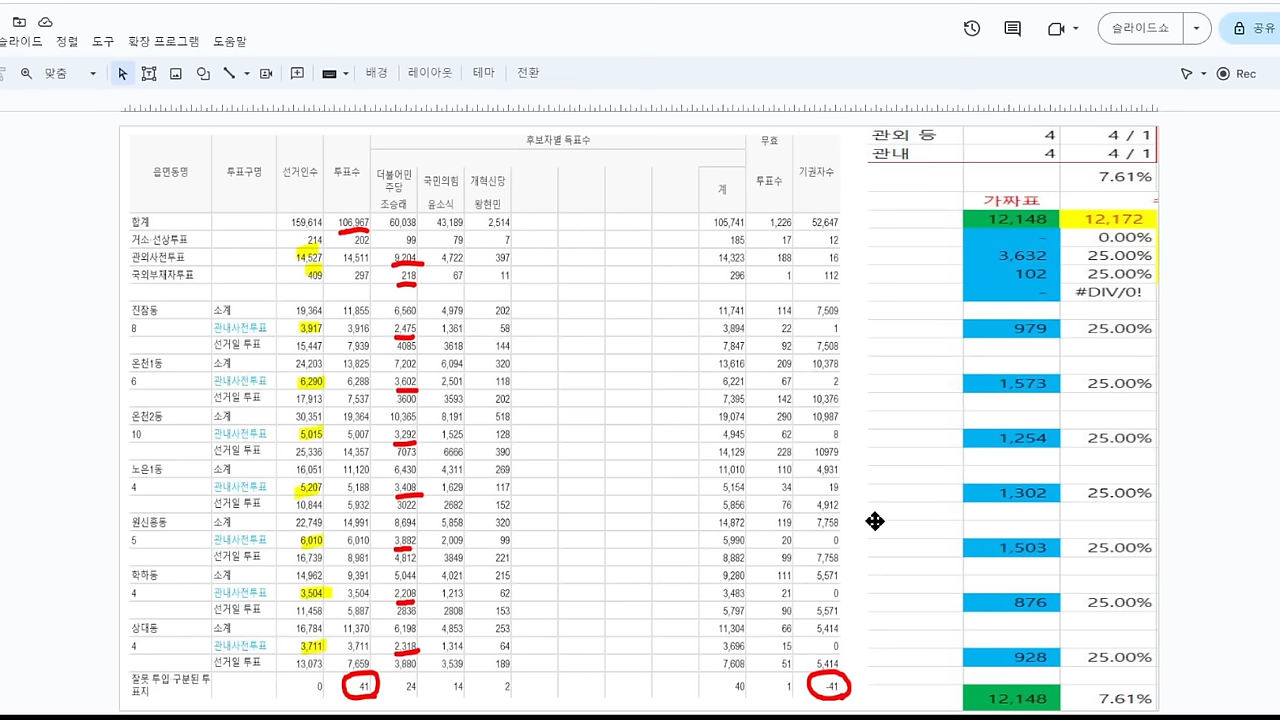 슬라이드 정렬 도구 확장 프로그램 도움말
슬라이드쇼 공유
맞춤 배경 레이아웃 테마 전환 Rec
읍면동명 투표구명 선거인수 투표수 후보자별 득표수 무효 투표수 기권자수
더불어민주당 조승래 국민의힘 윤소식 개혁신당 왕현민 계
합계 159,614 106,967 60,038 43,189 2,514 105,741 1,226 52,647
거소·선상투표 214 202 99 79 7 185 17 12
관외사전투표 14,527 14,511 9,204 4,722 397 14,323 188 16
국외부재자투표 409 297 218 67 11 296 1 112
진잠동 소계 19,364 11,855 6,560 4,979 202 11,741 114 7,509
8 관내사전투표 3,917 3,916 2,475 1,361 58 3,894 22 1
선거일 투표 15,447 7,939 4085 3618 144 7,847 92 7,508
온천1동 소계 24,203 13,825 7,202 6,094 320 13,616 209 10,378
6 관내사전투표 6,290 6,288 3,602 2,501 118 6,221 67 2
선거일 투표 17,913 7,537 3600 3593 202 7,395 142 10,376
온천2동 소계 30,351 19,364 10,365 8,191 518 19,074 290 10,987
10 관내사전투표 5,015 5,007 3,292 1,525 128 4,945 62 8
선거일 투표 25,336 14,357 7073 6666 390 14,129 228 10979
노은1동 소계 16,051 11,120 6,430 4,311 269 11,010 110 4,931
4 관내사전투표 5,207 5,188 3,408 1,629 117 5,154 34 19
선거일 투표 10,844 5,932 3022 2682 152 5,856 76 4,912
원신흥동 소계 22,749 14,991 8,694 5,858 320 14,872 119 7,758
5 관내사전투표 6,010 6,010 3,882 2,009 99 5,990 20 0
선거일 투표 16,739 8,981 4,812 3849 221 8,882 99 7,758
학하동 소계 14,962 9,391 5,044 4,021 215 9,280 111 5,571
4 관내사전투표 3,504 3,504 2,208 1,213 62 3,483 21 0
선거일 투표 11,458 5,887 2836 2808 153 5,797 90 5,571
상대동 소계 16,784 11,370 6,198 4,853 253 11,304 66 5,414
4 관내사전투표 3,711 3,711 2,318 1,314 64 3,696 15 0
선거일 투표 13,073 7,659 3,880 3,539 189 7,608 51 5,414
잘못 투입·구분된 투표지 0 41 24 14 2 40 1 -41
관외 등 4 4 / 1
관내 4 4 / 1
7.61%
가짜표
12,148 12,172
- 0.00%
3,632 25.00%
102 25.00%
- #DIV/0!
979 25.00%
1,573 25.00%
1,254 25.00%
1,302 25.00%
1,503 25.00%
876 25.00%
928 25.00%
12,148 7.61%